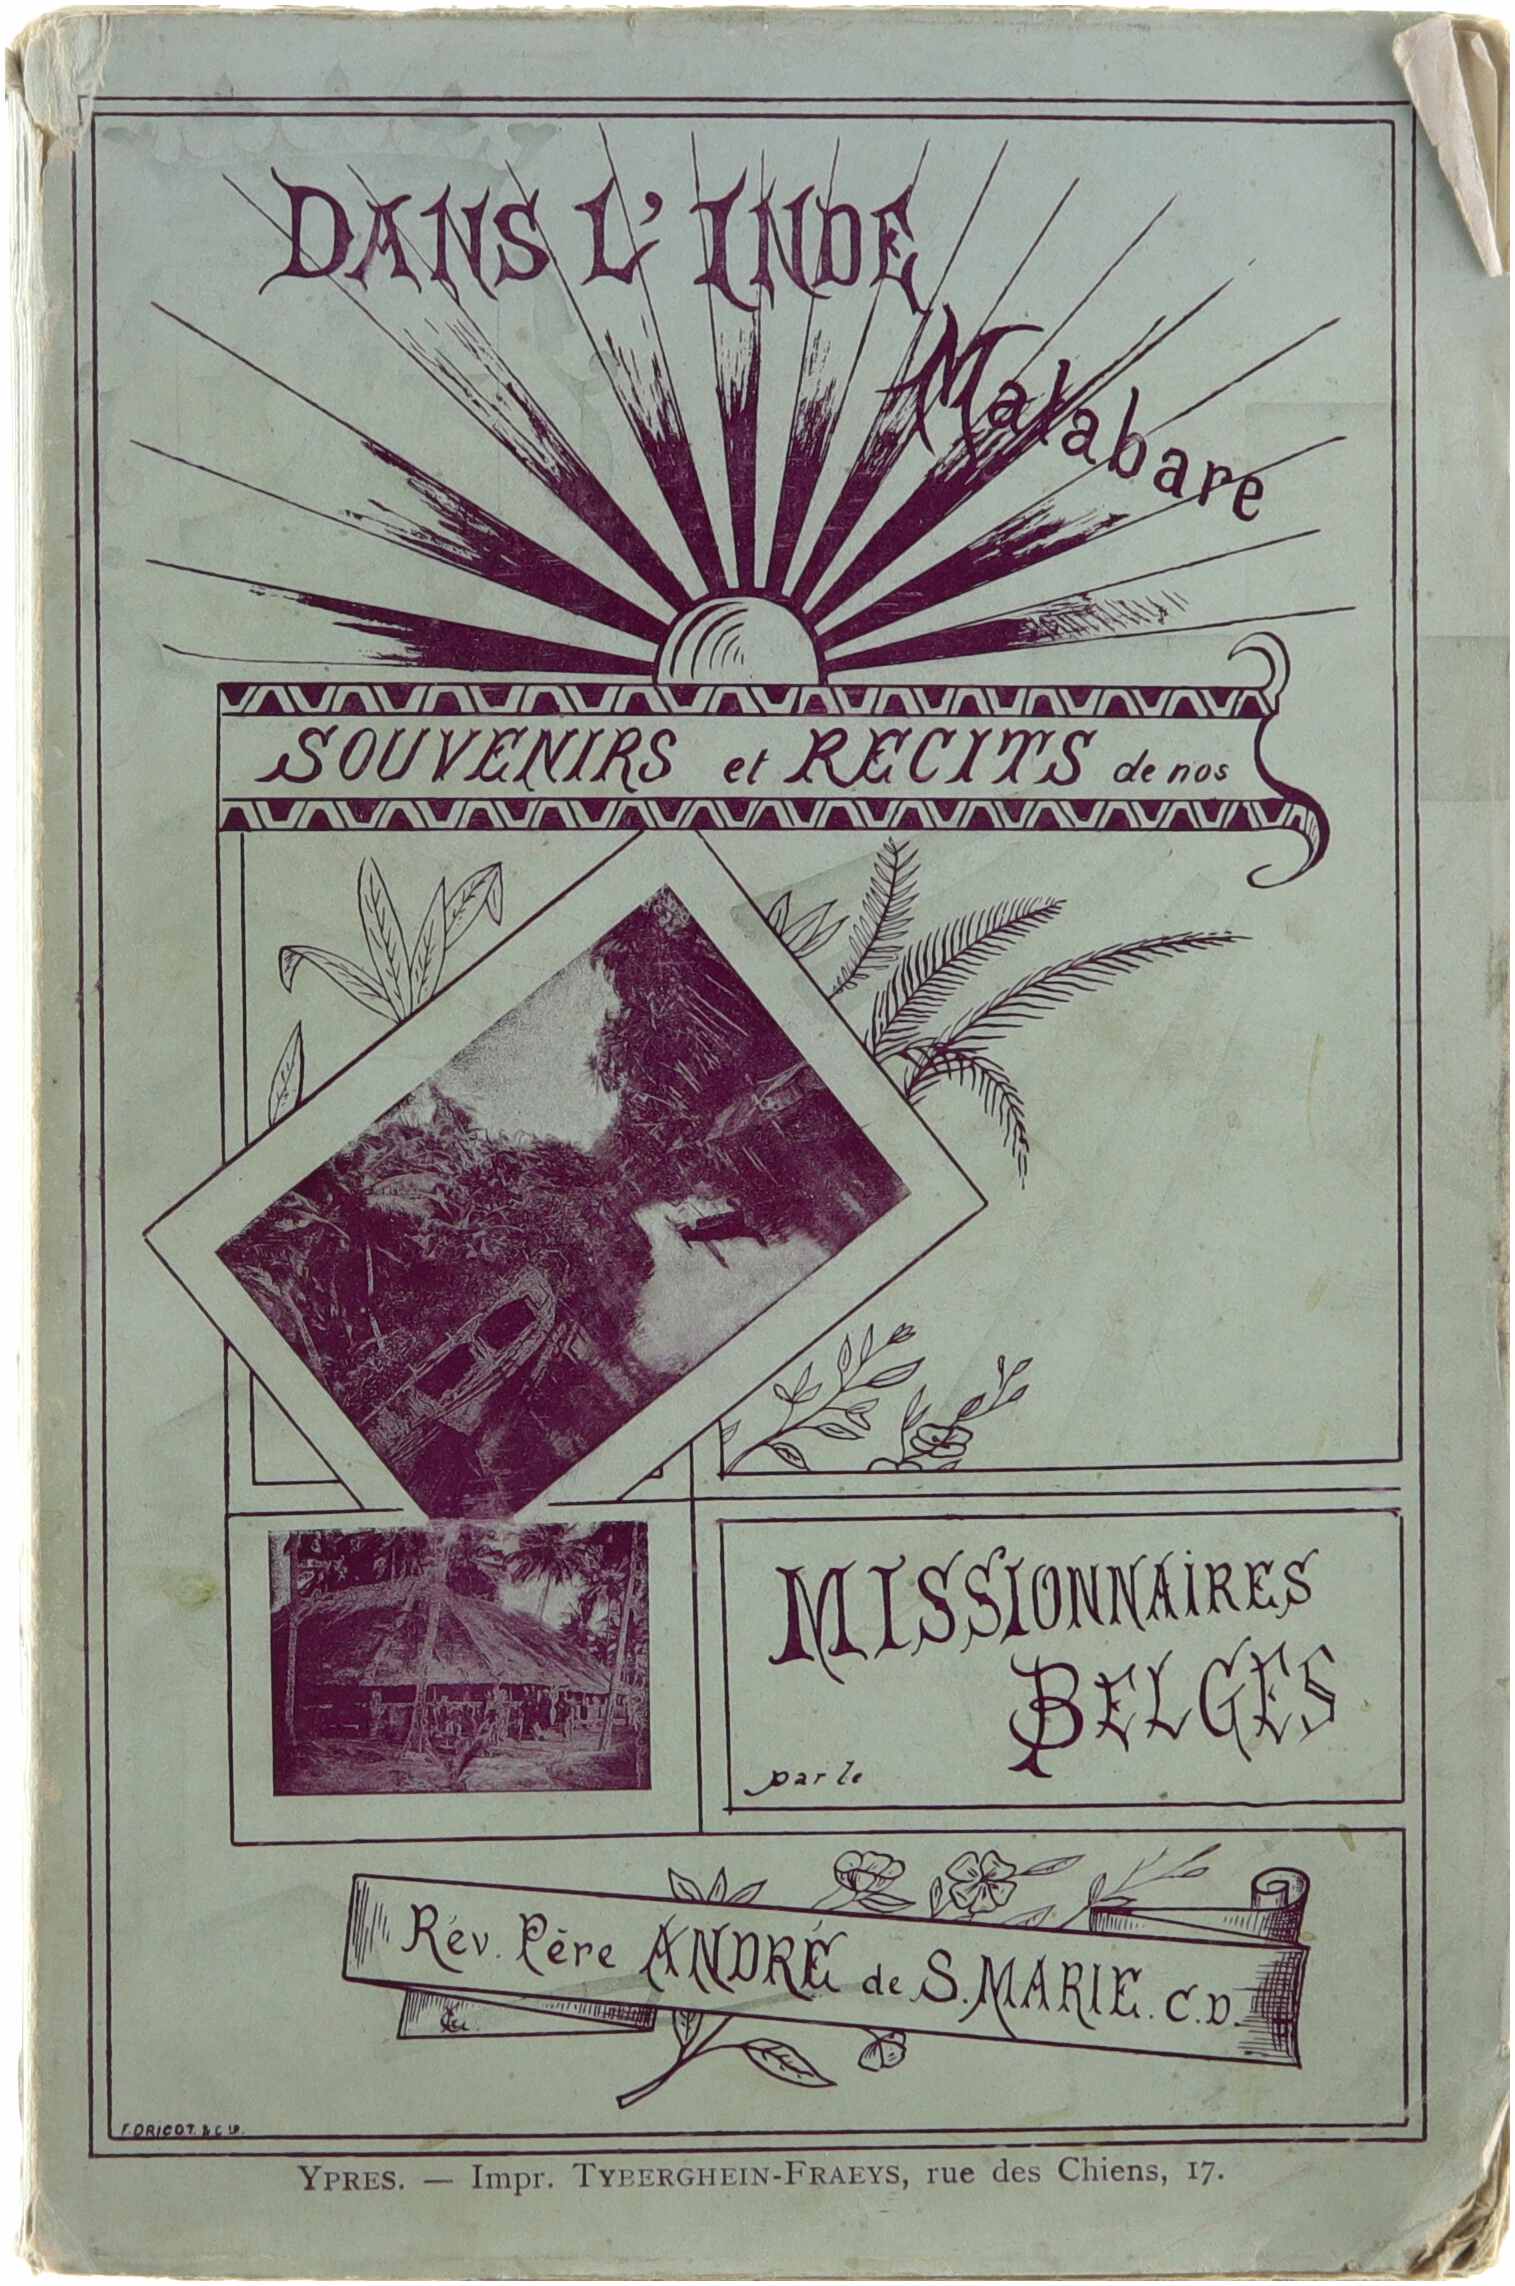 DANS L'INDE
Malabare
SOUVENIRS et RECITS de nos
MISSIONNAIRES
BELGES
par le
Rév. Père ANDRÉ de S. MARIE. C.D.
YPRES. — Impr. TYBERGHEIN-FRAEYS, rue des Chiens, 17.